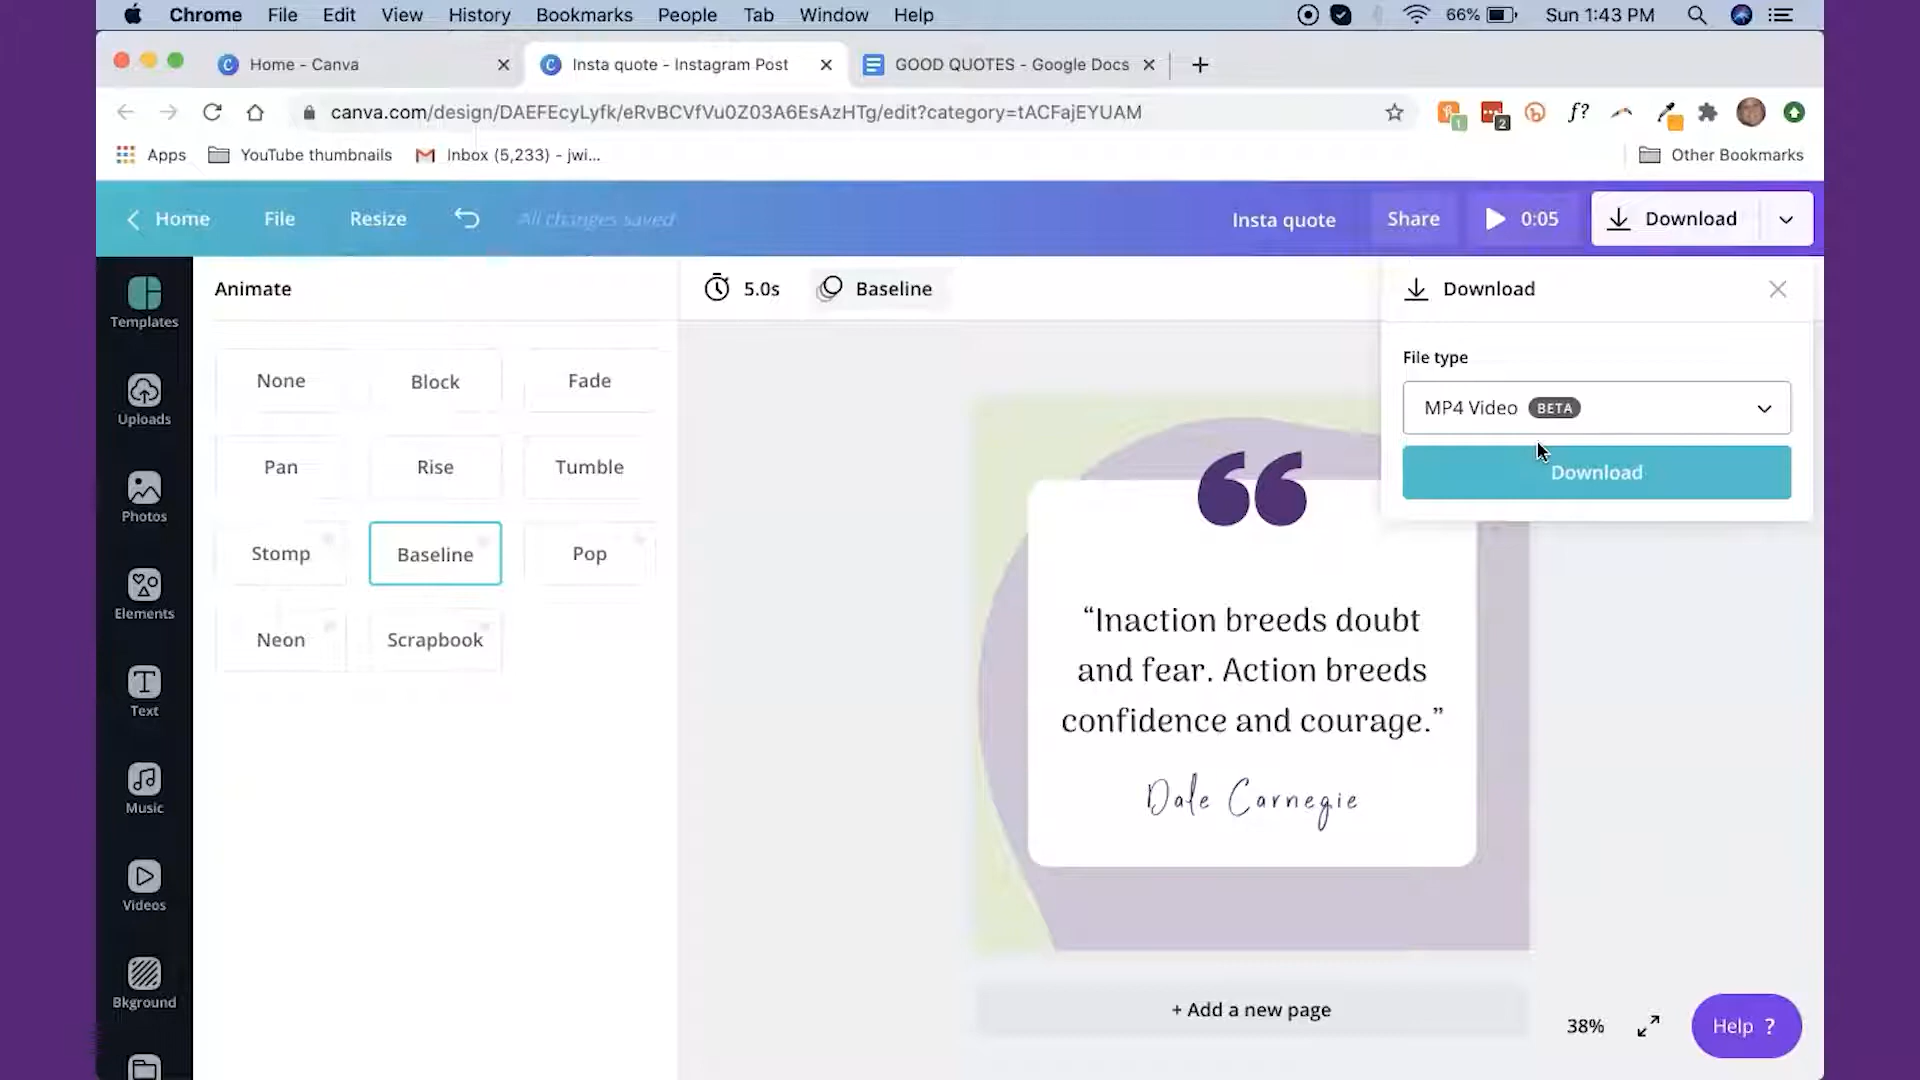 Chrome File Edit View History Bookmarks People Tab Window Help 66% Sun 1:43 PM
Home - Canva Insta quote - Instagram Post GOOD QUOTES - Google Docs
canva.com/design/DAEFEcyLyfk/eRvBCVfVu0Z03A6EsAzHTg/edit?category=tACFajEYUAM f? 1 2
Apps YouTube thumbnails Inbox (5,233) - jwi... Other Bookmarks
Home File Resize All changes saved Insta quote Share 0:05 Download
Templates
Uploads
Photos
Elements
Text
Music
Videos
Bkground
Animate
None Block Fade
Pan Rise Tumble
Stomp Baseline Pop
Neon Scrapbook
5.0s Baseline
Download
File type
MP4 Video BETA
Download
“Inaction breeds doubt
and fear. Action breeds
confidence and courage.”
Dale Carnegie
+ Add a new page
38% Help ?